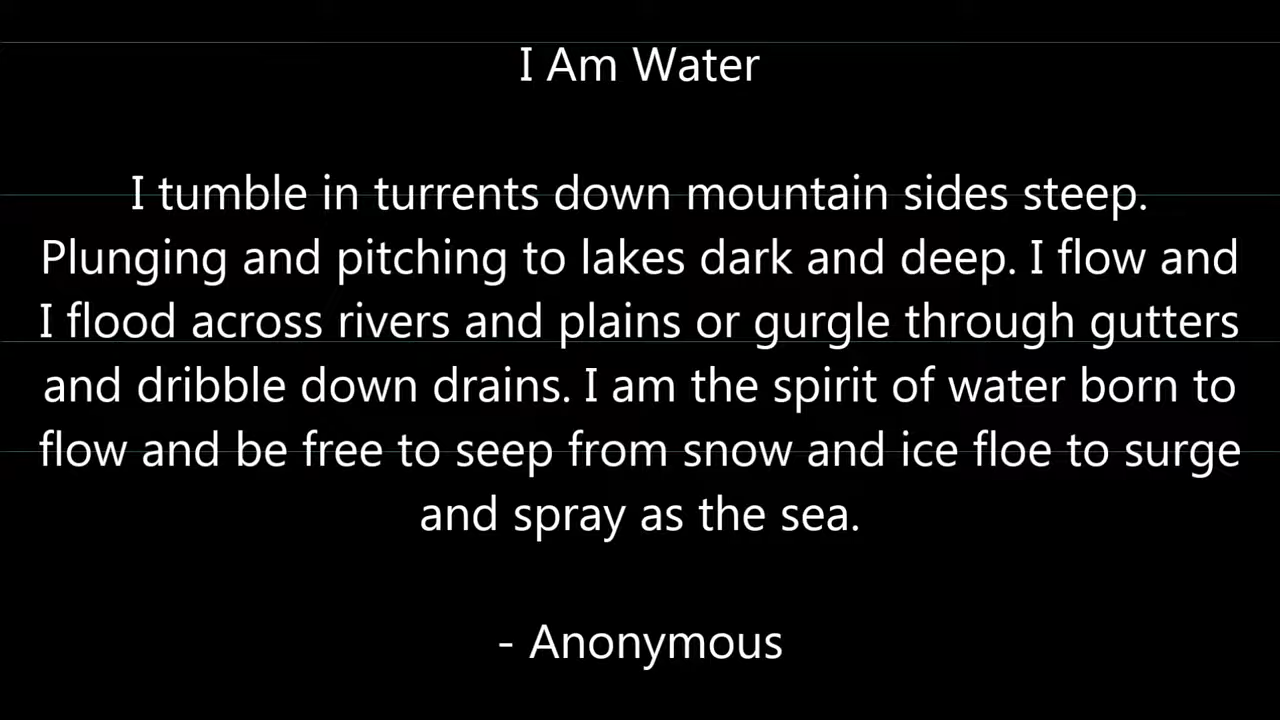 I Am Water
I tumble in turrents down mountain sides steep.
Plunging and pitching to lakes dark and deep. I flow and
I flood across rivers and plains or gurgle through gutters
and dribble down drains. I am the spirit of water born to
flow and be free to seep from snow and ice floe to surge
and spray as the sea.
- Anonymous